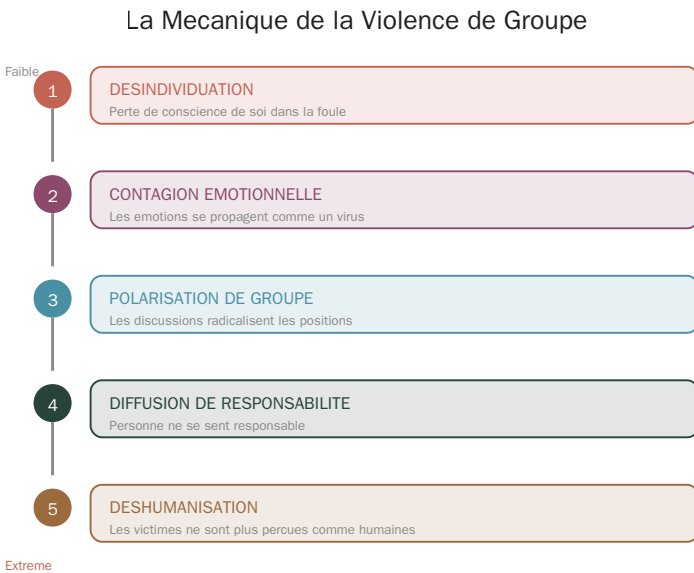 La Mecanique de la Violence de Groupe
Faible
1
DESINDIVIDUATION
Perte de conscience de soi dans la foule
2
CONTAGION EMOTIONNELLE
Les emotions se propagent comme un virus
3
POLARISATION DE GROUPE
Les discussions radicalisent les positions
4
DIFFUSION DE RESPONSABILITE
Personne ne se sent responsable
5
DESHUMANISATION
Les victimes ne sont plus percues comme humaines
Extreme